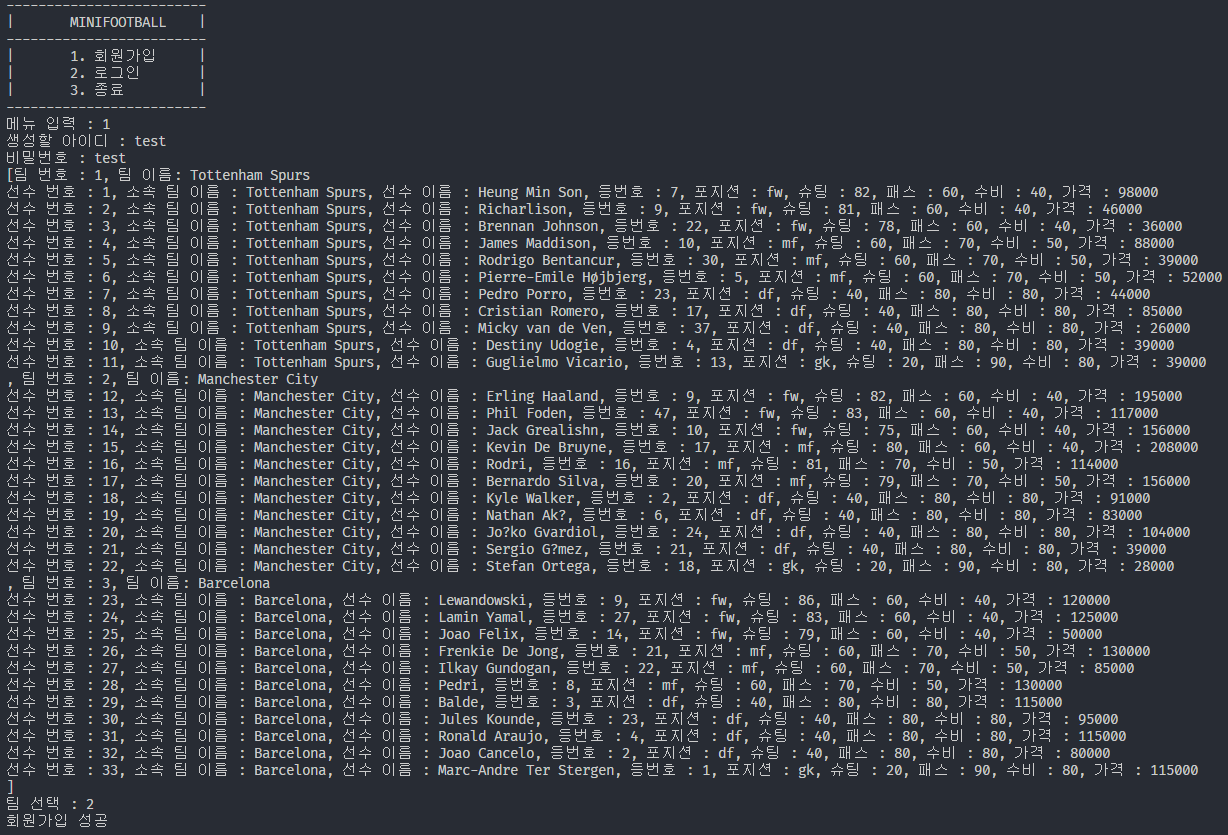 -------------------------
|       MINIFOOTBALL    |
-------------------------
|       1. 회원가입     |
|       2. 로그인       |
|       3. 종료         |
-------------------------
메뉴 입력 : 1
생성할 아이디 : test
비밀번호 : test
[팀 번호 : 1, 팀 이름: Tottenham Spurs
선수 번호 : 1, 소속 팀 이름 : Tottenham Spurs, 선수 이름 : Heung Min Son, 등번호 : 7, 포지션 : fw, 슈팅 : 82, 패스 : 60, 수비 : 40, 가격 : 98000
선수 번호 : 2, 소속 팀 이름 : Tottenham Spurs, 선수 이름 : Richarlison, 등번호 : 9, 포지션 : fw, 슈팅 : 81, 패스 : 60, 수비 : 40, 가격 : 46000
선수 번호 : 3, 소속 팀 이름 : Tottenham Spurs, 선수 이름 : Brennan Johnson, 등번호 : 22, 포지션 : fw, 슈팅 : 78, 패스 : 60, 수비 : 40, 가격 : 36000
선수 번호 : 4, 소속 팀 이름 : Tottenham Spurs, 선수 이름 : James Maddison, 등번호 : 10, 포지션 : mf, 슈팅 : 60, 패스 : 70, 수비 : 50, 가격 : 88000
선수 번호 : 5, 소속 팀 이름 : Tottenham Spurs, 선수 이름 : Rodrigo Bentancur, 등번호 : 30, 포지션 : mf, 슈팅 : 60, 패스 : 70, 수비 : 50, 가격 : 39000
선수 번호 : 6, 소속 팀 이름 : Tottenham Spurs, 선수 이름 : Pierre-Emile Højbjerg, 등번호 : 5, 포지션 : mf, 슈팅 : 60, 패스 : 70, 수비 : 50, 가격 : 52000
선수 번호 : 7, 소속 팀 이름 : Tottenham Spurs, 선수 이름 : Pedro Porro, 등번호 : 23, 포지션 : df, 슈팅 : 40, 패스 : 80, 수비 : 80, 가격 : 44000
선수 번호 : 8, 소속 팀 이름 : Tottenham Spurs, 선수 이름 : Cristian Romero, 등번호 : 17, 포지션 : df, 슈팅 : 40, 패스 : 80, 수비 : 80, 가격 : 85000
선수 번호 : 9, 소속 팀 이름 : Tottenham Spurs, 선수 이름 : Micky van de Ven, 등번호 : 37, 포지션 : df, 슈팅 : 40, 패스 : 80, 수비 : 80, 가격 : 26000
선수 번호 : 10, 소속 팀 이름 : Tottenham Spurs, 선수 이름 : Destiny Udogie, 등번호 : 4, 포지션 : df, 슈팅 : 40, 패스 : 80, 수비 : 80, 가격 : 39000
선수 번호 : 11, 소속 팀 이름 : Tottenham Spurs, 선수 이름 : Guglielmo Vicario, 등번호 : 13, 포지션 : gk, 슈팅 : 20, 패스 : 90, 수비 : 80, 가격 : 39000
, 팀 번호 : 2, 팀 이름: Manchester City
선수 번호 : 12, 소속 팀 이름 : Manchester City, 선수 이름 : Erling Haaland, 등번호 : 9, 포지션 : fw, 슈팅 : 82, 패스 : 60, 수비 : 40, 가격 : 195000
선수 번호 : 13, 소속 팀 이름 : Manchester City, 선수 이름 : Phil Foden, 등번호 : 47, 포지션 : fw, 슈팅 : 83, 패스 : 60, 수비 : 40, 가격 : 117000
선수 번호 : 14, 소속 팀 이름 : Manchester City, 선수 이름 : Jack Grealishn, 등번호 : 10, 포지션 : fw, 슈팅 : 75, 패스 : 60, 수비 : 40, 가격 : 156000
선수 번호 : 15, 소속 팀 이름 : Manchester City, 선수 이름 : Kevin De Bruyne, 등번호 : 17, 포지션 : mf, 슈팅 : 80, 패스 : 60, 수비 : 40, 가격 : 208000
선수 번호 : 16, 소속 팀 이름 : Manchester City, 선수 이름 : Rodri, 등번호 : 16, 포지션 : mf, 슈팅 : 81, 패스 : 70, 수비 : 50, 가격 : 114000
선수 번호 : 17, 소속 팀 이름 : Manchester City, 선수 이름 : Bernardo Silva, 등번호 : 20, 포지션 : mf, 슈팅 : 79, 패스 : 70, 수비 : 50, 가격 : 156000
선수 번호 : 18, 소속 팀 이름 : Manchester City, 선수 이름 : Kyle Walker, 등번호 : 2, 포지션 : df, 슈팅 : 40, 패스 : 80, 수비 : 80, 가격 : 91000
선수 번호 : 19, 소속 팀 이름 : Manchester City, 선수 이름 : Nathan Ak?, 등번호 : 6, 포지션 : df, 슈팅 : 40, 패스 : 80, 수비 : 80, 가격 : 83000
선수 번호 : 20, 소속 팀 이름 : Manchester City, 선수 이름 : Jo?ko Gvardiol, 등번호 : 24, 포지션 : df, 슈팅 : 40, 패스 : 80, 수비 : 80, 가격 : 104000
선수 번호 : 21, 소속 팀 이름 : Manchester City, 선수 이름 : Sergio G?mez, 등번호 : 21, 포지션 : df, 슈팅 : 40, 패스 : 80, 수비 : 80, 가격 : 39000
선수 번호 : 22, 소속 팀 이름 : Manchester City, 선수 이름 : Stefan Ortega, 등번호 : 18, 포지션 : gk, 슈팅 : 20, 패스 : 90, 수비 : 80, 가격 : 28000
, 팀 번호 : 3, 팀 이름: Barcelona
선수 번호 : 23, 소속 팀 이름 : Barcelona, 선수 이름 : Lewandowski, 등번호 : 9, 포지션 : fw, 슈팅 : 86, 패스 : 60, 수비 : 40, 가격 : 120000
선수 번호 : 24, 소속 팀 이름 : Barcelona, 선수 이름 : Lamin Yamal, 등번호 : 27, 포지션 : fw, 슈팅 : 83, 패스 : 60, 수비 : 40, 가격 : 125000
선수 번호 : 25, 소속 팀 이름 : Barcelona, 선수 이름 : Joao Felix, 등번호 : 14, 포지션 : fw, 슈팅 : 79, 패스 : 60, 수비 : 40, 가격 : 50000
선수 번호 : 26, 소속 팀 이름 : Barcelona, 선수 이름 : Frenkie De Jong, 등번호 : 21, 포지션 : mf, 슈팅 : 60, 패스 : 70, 수비 : 50, 가격 : 130000
선수 번호 : 27, 소속 팀 이름 : Barcelona, 선수 이름 : Ilkay Gundogan, 등번호 : 22, 포지션 : mf, 슈팅 : 60, 패스 : 70, 수비 : 50, 가격 : 85000
선수 번호 : 28, 소속 팀 이름 : Barcelona, 선수 이름 : Pedri, 등번호 : 8, 포지션 : mf, 슈팅 : 60, 패스 : 70, 수비 : 50, 가격 : 130000
선수 번호 : 29, 소속 팀 이름 : Barcelona, 선수 이름 : Balde, 등번호 : 3, 포지션 : df, 슈팅 : 40, 패스 : 80, 수비 : 80, 가격 : 115000
선수 번호 : 30, 소속 팀 이름 : Barcelona, 선수 이름 : Jules Kounde, 등번호 : 23, 포지션 : df, 슈팅 : 40, 패스 : 80, 수비 : 80, 가격 : 95000
선수 번호 : 31, 소속 팀 이름 : Barcelona, 선수 이름 : Ronald Araujo, 등번호 : 4, 포지션 : df, 슈팅 : 40, 패스 : 80, 수비 : 80, 가격 : 115000
선수 번호 : 32, 소속 팀 이름 : Barcelona, 선수 이름 : Joao Cancelo, 등번호 : 2, 포지션 : df, 슈팅 : 40, 패스 : 80, 수비 : 80, 가격 : 80000
선수 번호 : 33, 소속 팀 이름 : Barcelona, 선수 이름 : Marc-Andre Ter Stergen, 등번호 : 1, 포지션 : gk, 슈팅 : 20, 패스 : 90, 수비 : 80, 가격 : 115000
]
팀 선택 : 2
회원가입 성공